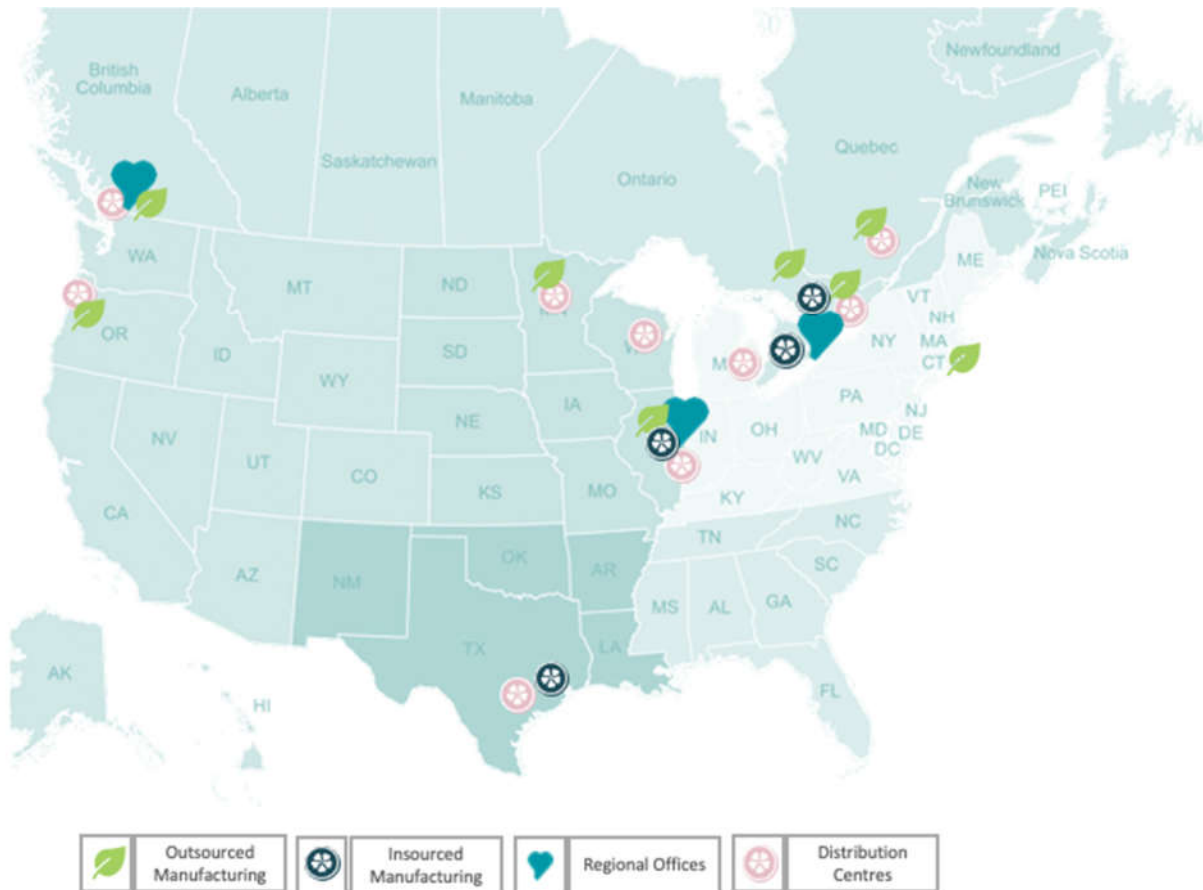 Newfoundland
British
Columbia
Alberta
Manitoba
Saskatchewan
Ontario
Quebec
New
Brunswick
PEI
Nova Scotia
WA
MT
ND
ME
VT
NH
OR
ID
SD
NY
MA
CT
WY
IA
PA
NJ
NV
NE
IN
OH
MD
DE
DC
UT
CO
WV
VA
KS
MO
KY
CA
NC
TN
AZ
NM
OK
AR
SC
MS
AL
GA
TX
LA
AK
HI
FL
Outsourced
Manufacturing
Insourced
Manufacturing
Regional Offices
Distribution
Centres